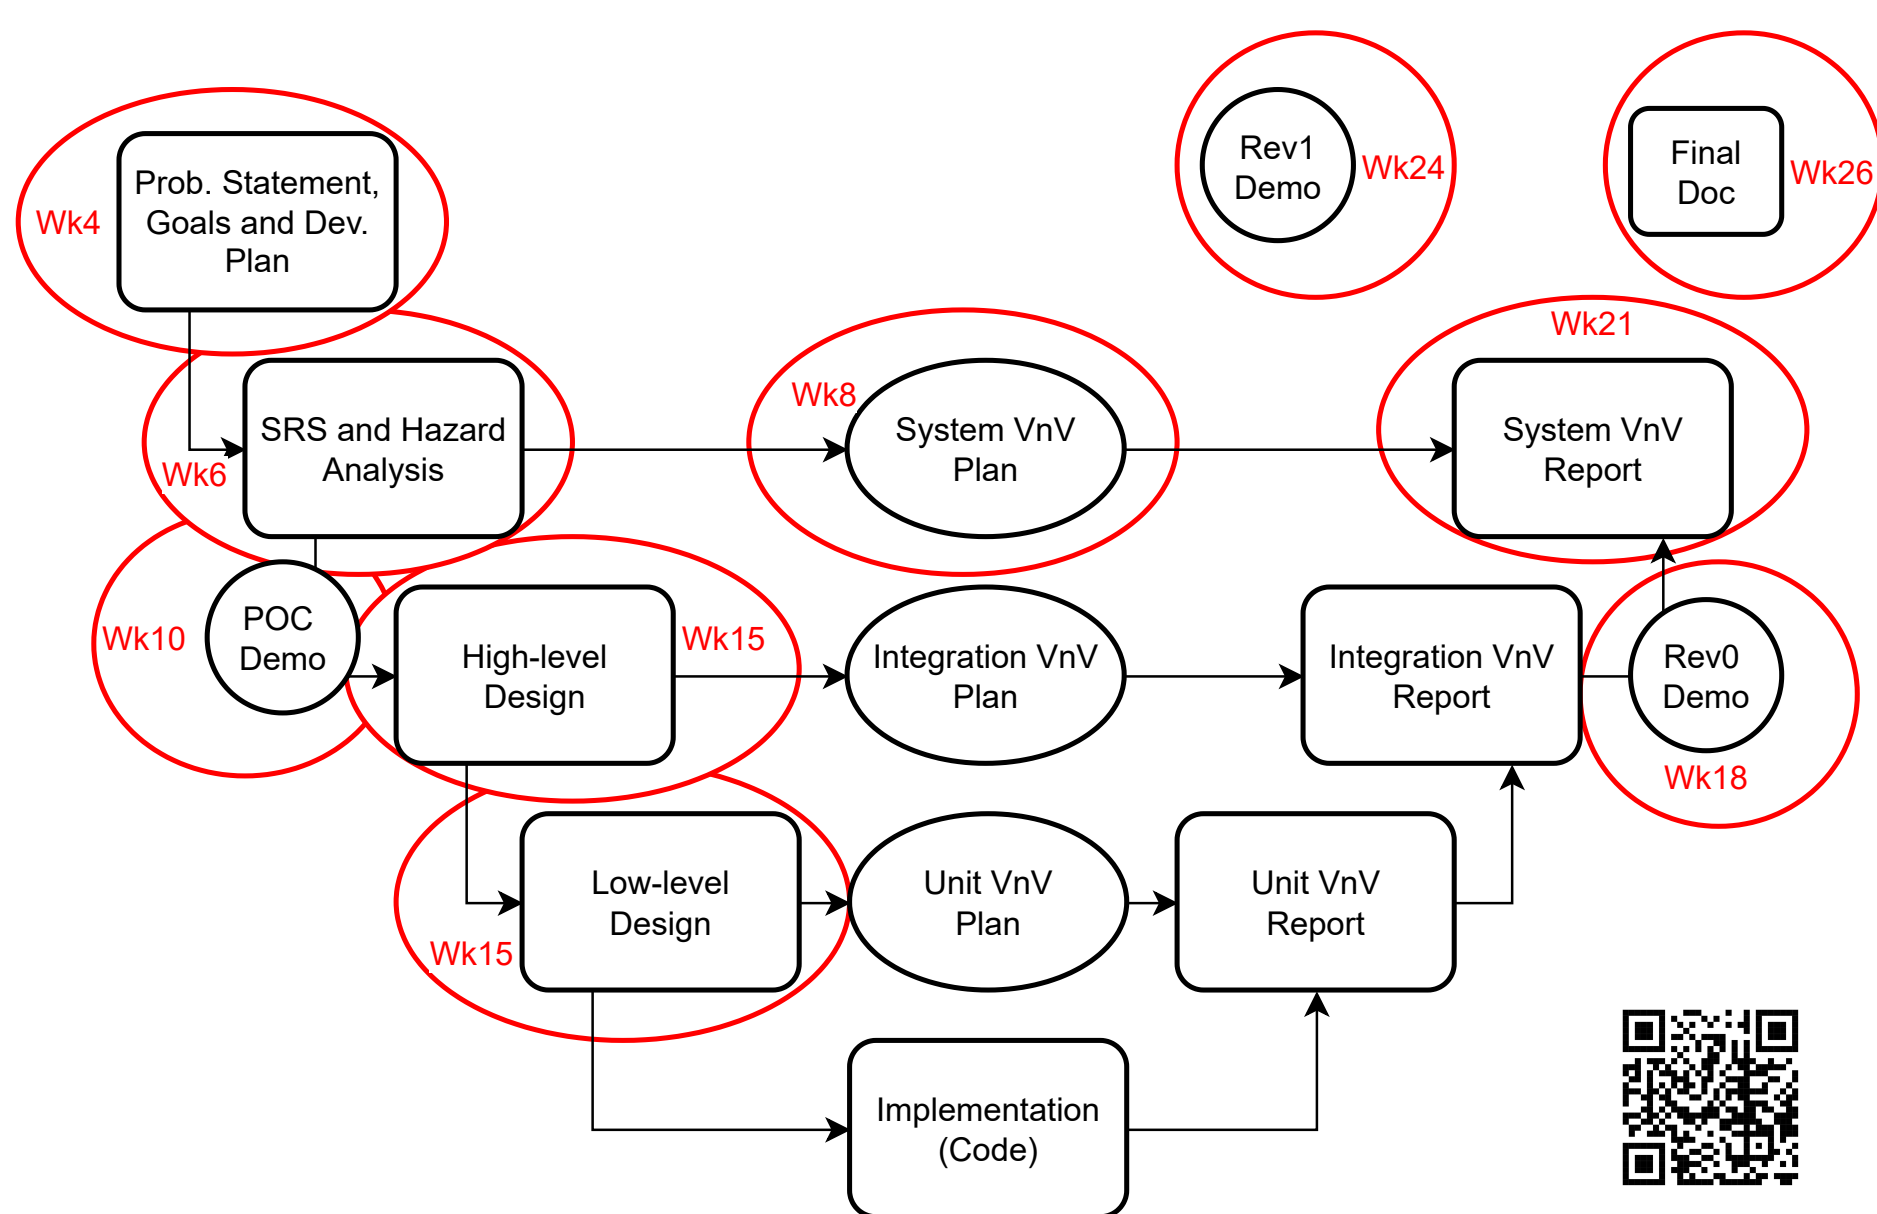 Prob. Statement,
Goals and Dev.
Plan
Wk4
Rev1
Demo
Wk24
Final
Doc
Wk26
SRS and Hazard
Analysis
Wk6
Wk8
System VnV
Plan
Wk21
System VnV
Report
POC
Demo
Wk10
High-level
Design
Wk15
Integration VnV
Plan
Integration VnV
Report
Rev0
Demo
Wk18
Low-level
Design
Wk15
Unit VnV
Plan
Unit VnV
Report
Implementation
(Code)